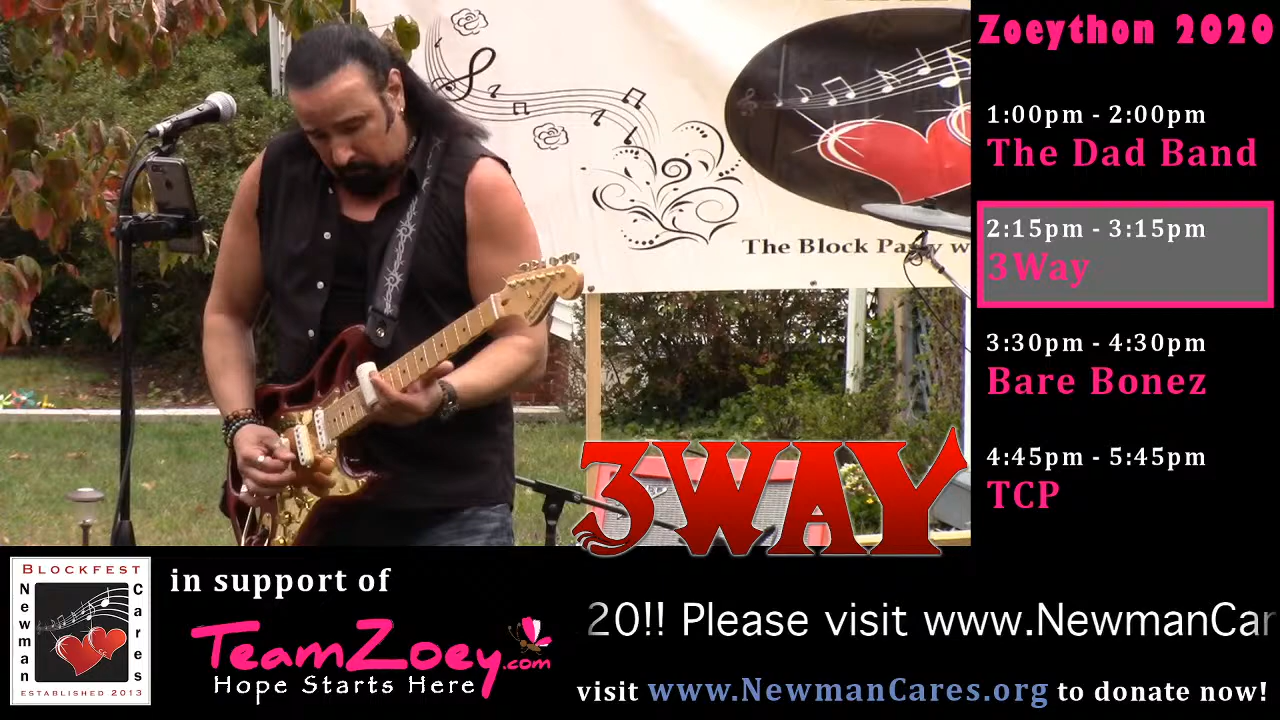 Zoeython 2020
1:00pm - 2:00pm
The Dad Band
2:15pm - 3:15pm
3Way
3:30pm - 4:30pm
Bare Bonez
4:45pm - 5:45pm
TCP
The Block Party w
3WAY
BLOCKFEST
Newman
Cares
ESTABLISHED 2013
in support of
TeamZoey.com
Hope Starts Here
20!! Please visit www.NewmanCar
visit www.NewmanCares.org to donate now!